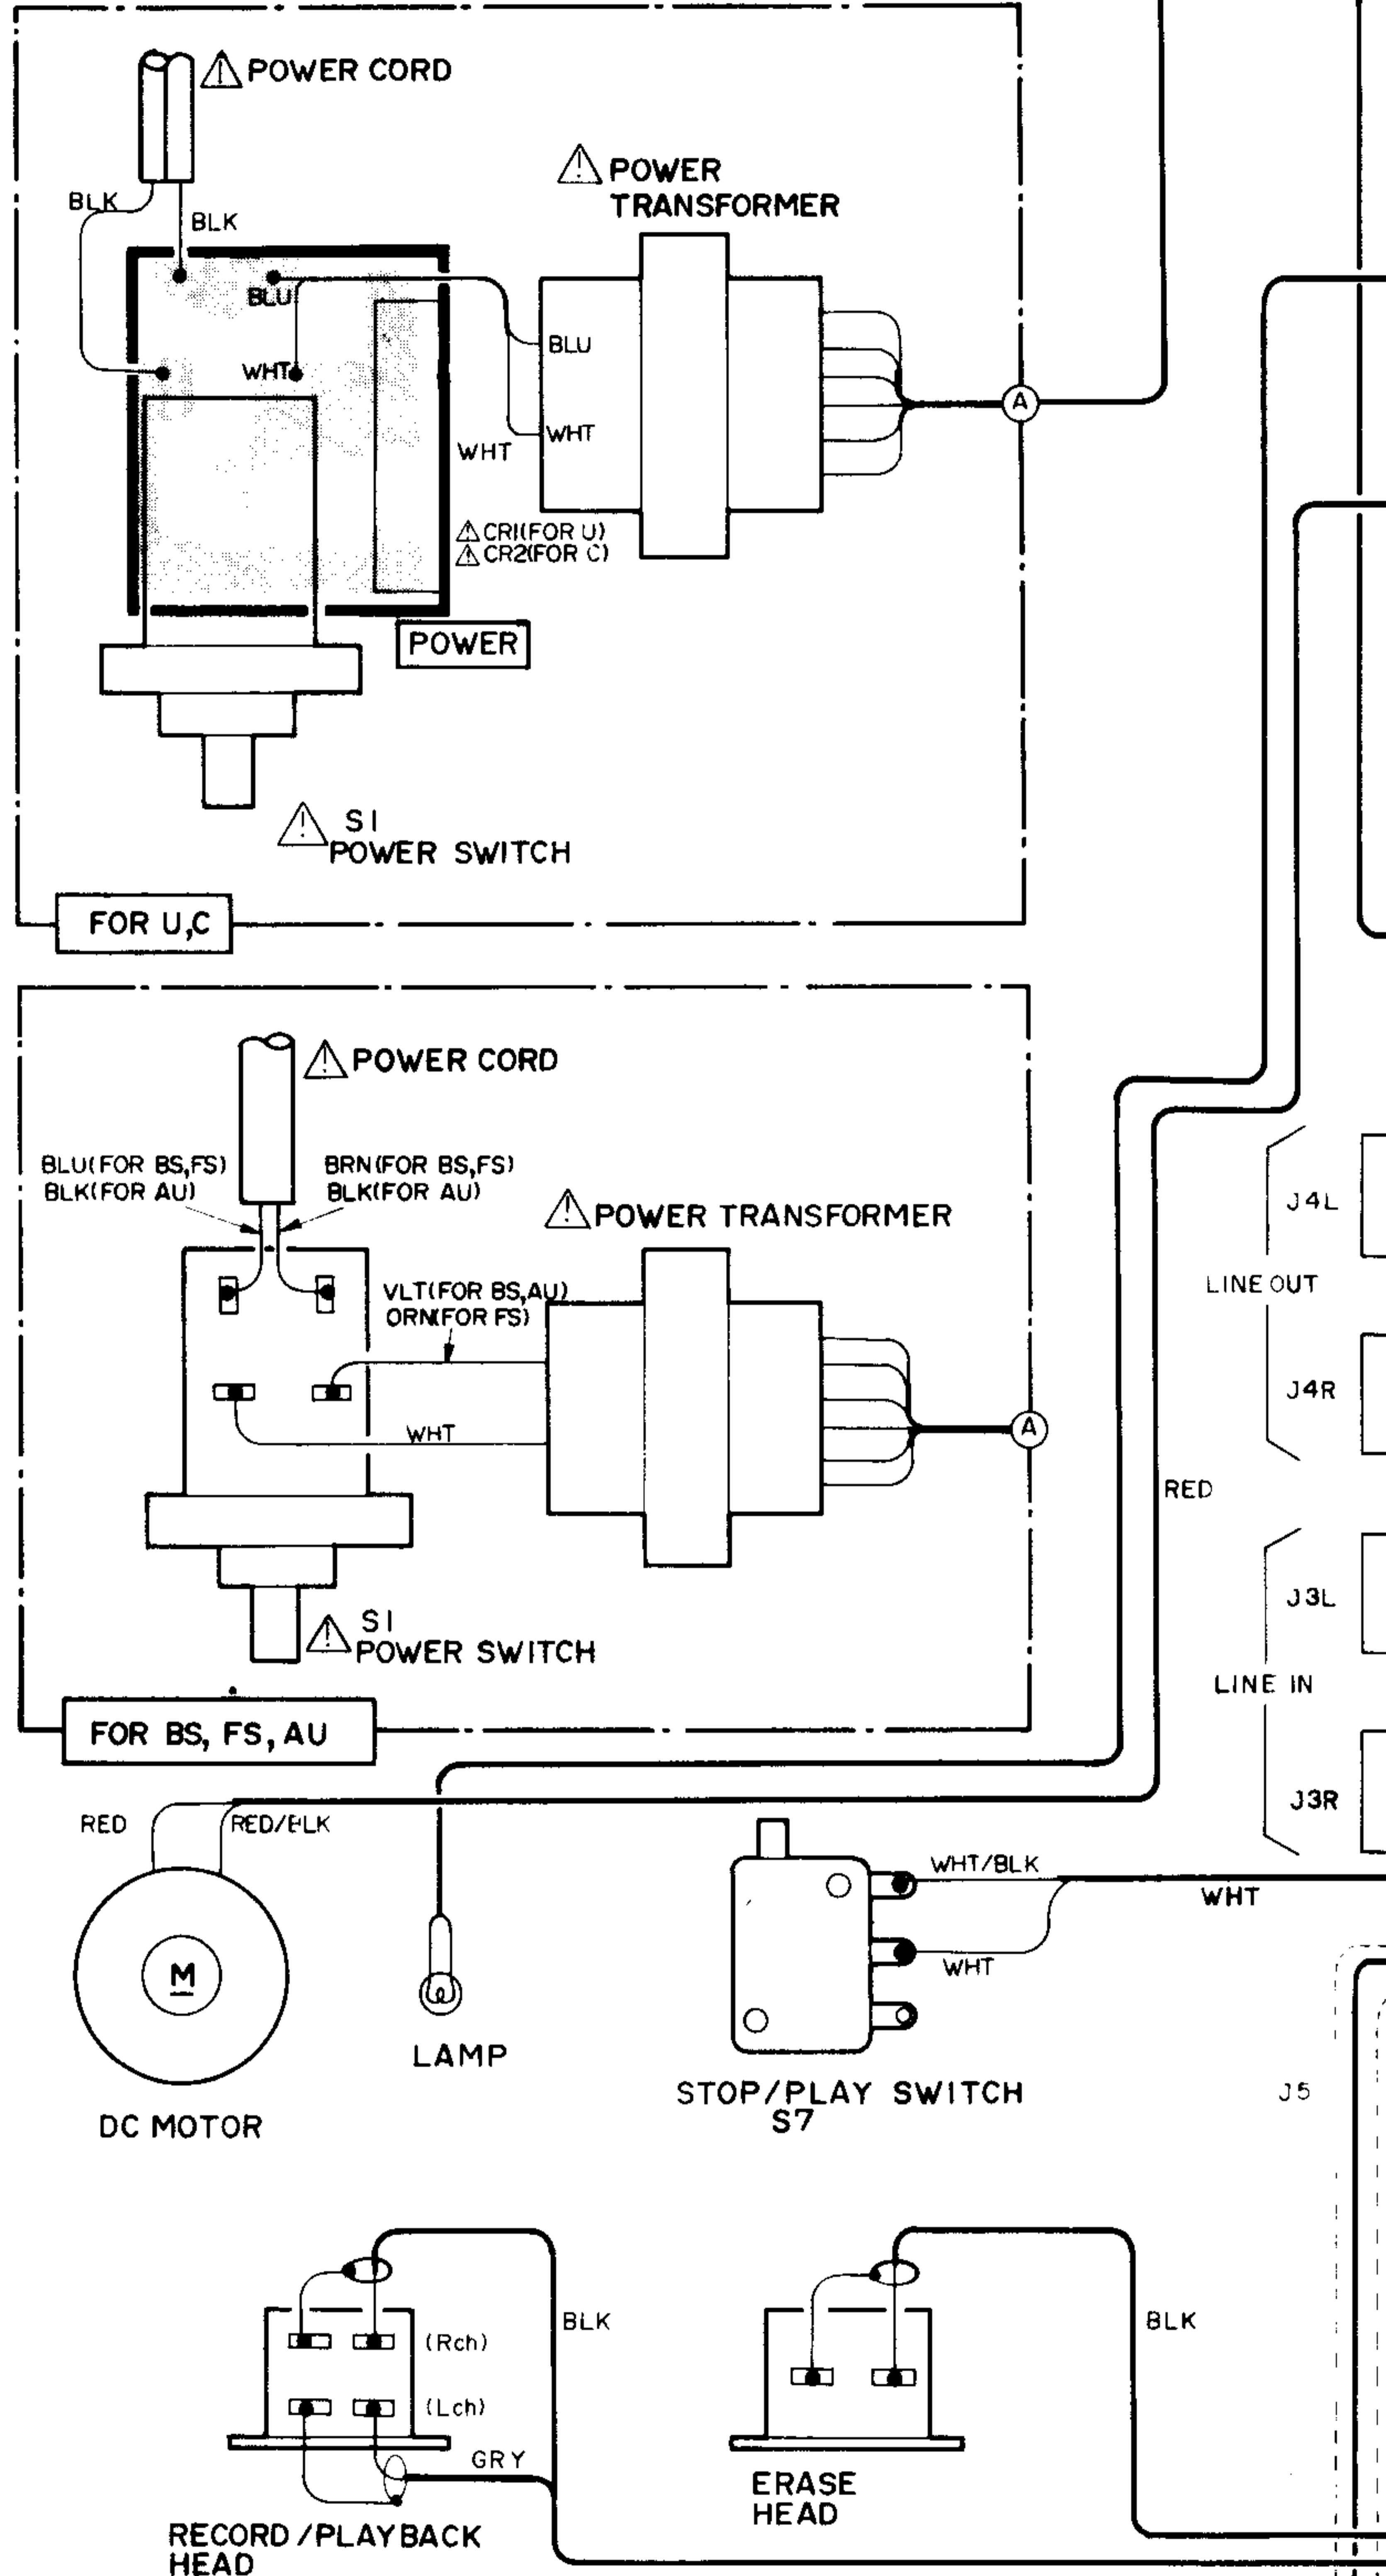 POWER CORD
POWER
TRANSFORMER
BLK
BLK
BLU
BLU
WHT
WHT
WHT
A
CR1(FOR U)
CR2(FOR C)
POWER
S1
POWER SWITCH
FOR U,C
POWER CORD
BLU(FOR BS,FS)
BLK(FOR AU)
BRN(FOR BS,FS)
BLK(FOR AU)
POWER TRANSFORMER
VLT(FOR BS,AU)
ORN(FOR FS)
WHT
A
S1
POWER SWITCH
FOR BS, FS, AU
J4L
LINE OUT
J4R
RED
J3L
LINE IN
J3R
RED
RED/BLK
M
DC MOTOR
LAMP
WHT/BLK
WHT
WHT
STOP/PLAY SWITCH
S7
J5
BLK
(Rch)
(Lch)
GRY
RECORD/PLAYBACK
HEAD
BLK
ERASE
HEAD